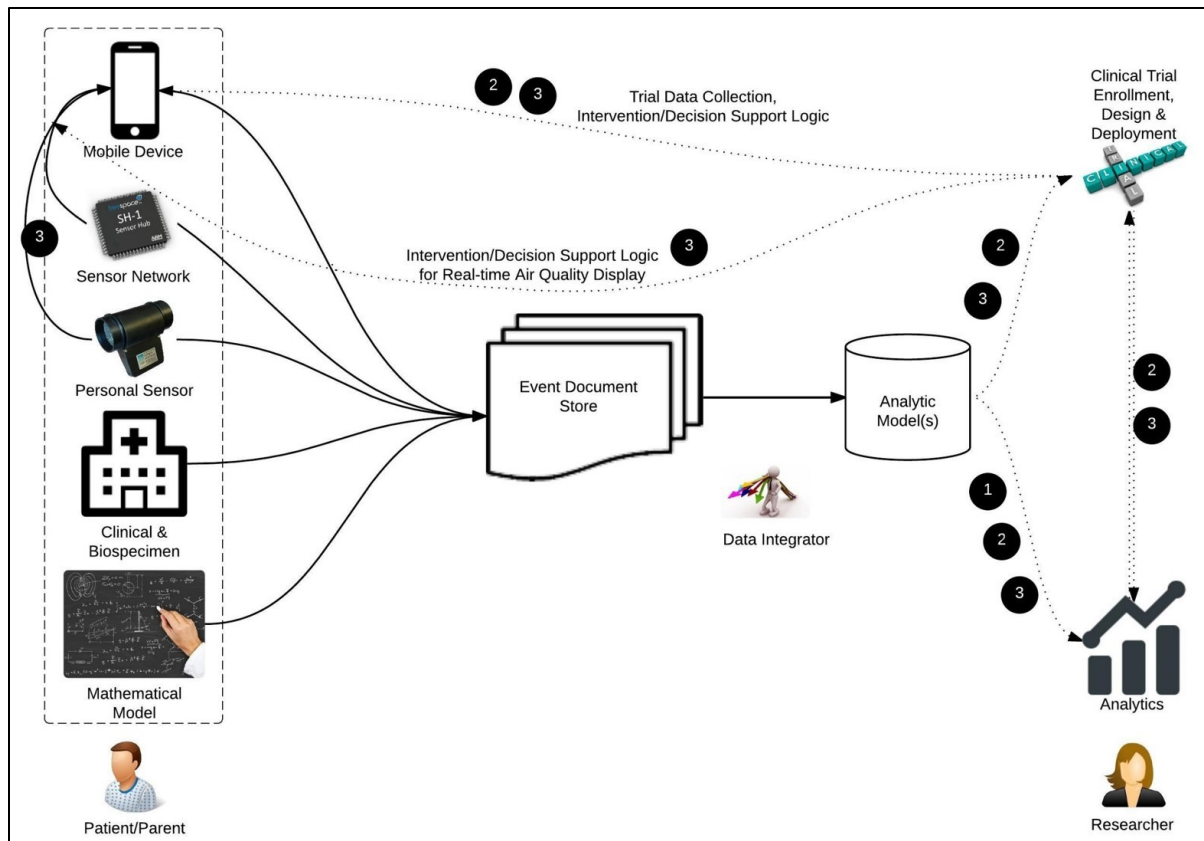 Mobile Device
SH-1
Sensor Hub
Sensor Network
3
Personal Sensor
Clinical &
Biospecimen
Mathematical
Model
Patient/Parent
2
3
Trial Data Collection,
Intervention/Decision Support Logic
Intervention/Decision Support Logic
for Real-time Air Quality Display
3
Event Document
Store
Data Integrator
Analytic
Model(s)
2
3
1
2
3
Clinical Trial
Enrollment,
Design &
Deployment
CLINICAL
TRIAL
2
3
Analytics
Researcher